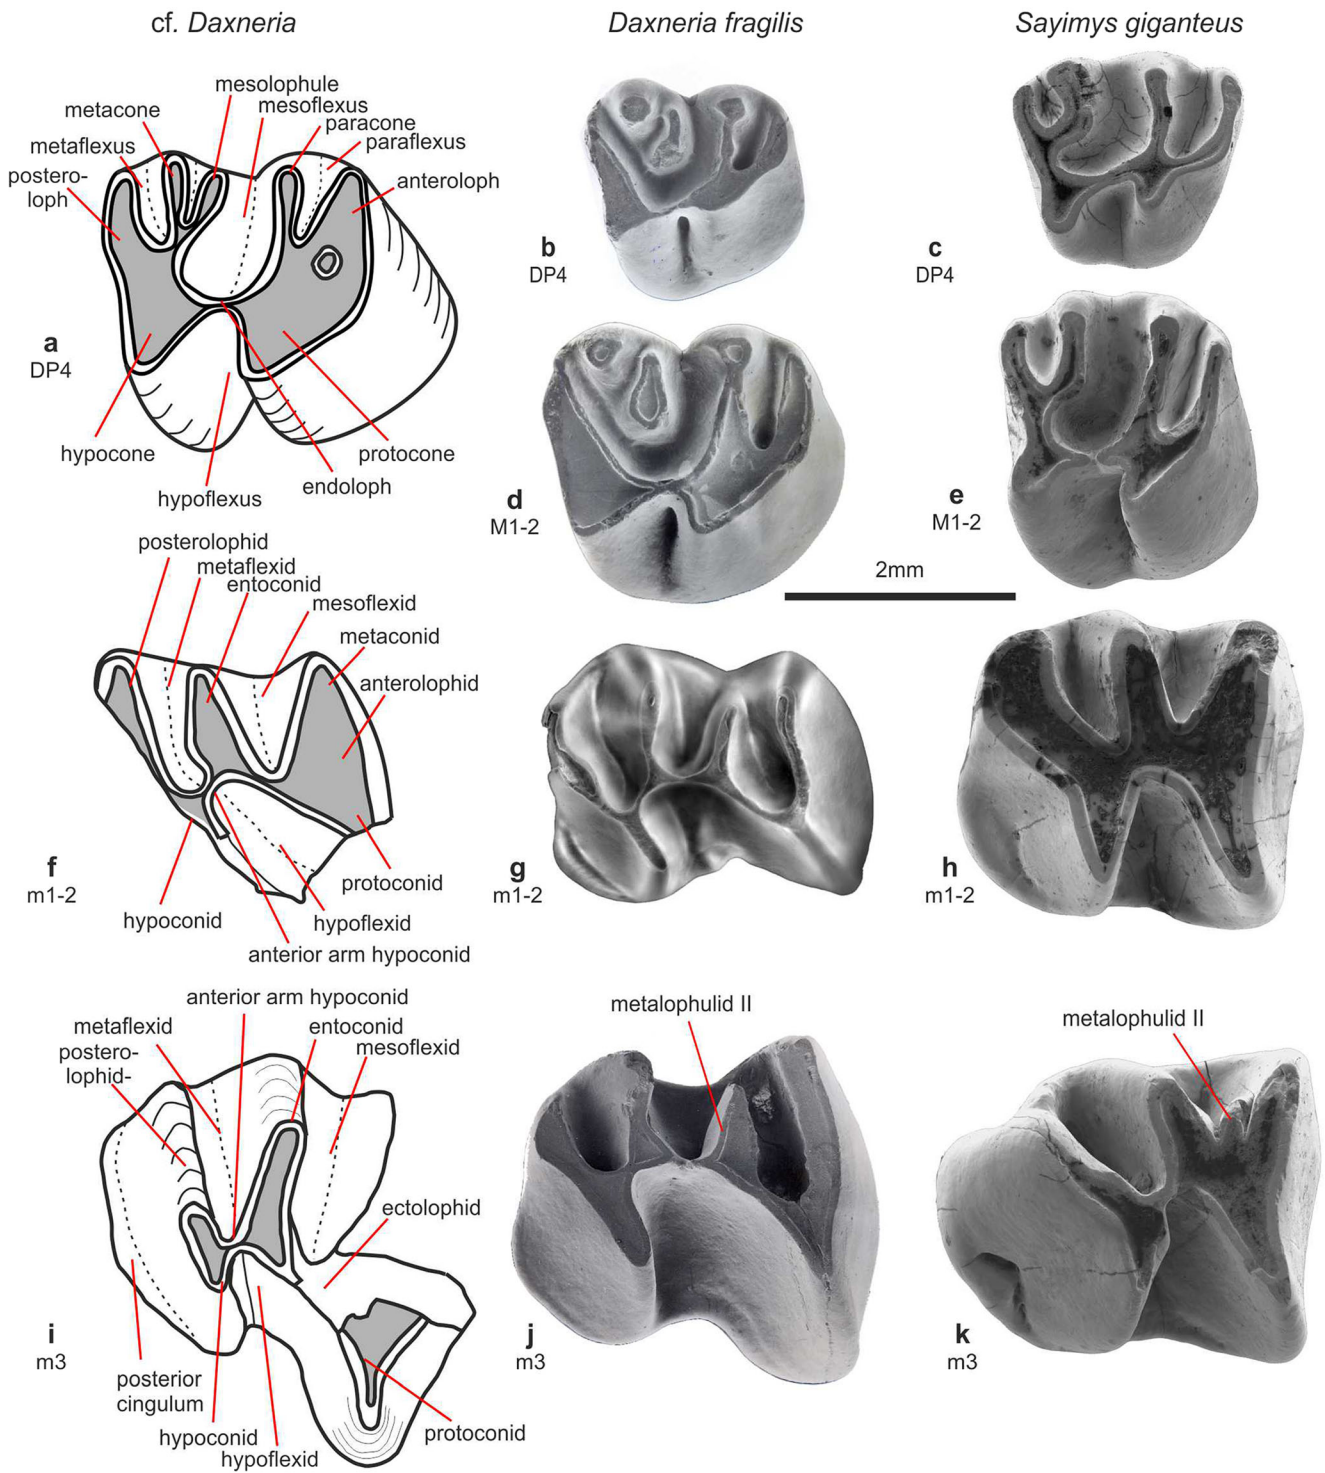 cf. Daxneria
Daxneria fragilis
Sayimys giganteus
mesolophule
metacone
mesoflexus
paracone
metaflexus
paraflexus
postero-
loph
anteroloph
a
DP4
hypocone
protocone
endoloph
hypoflexus
b
DP4
c
DP4
d
M1-2
e
M1-2
2mm
posterolophid
metaflexid
entoconid
mesoflexid
metaconid
anterolophid
f
m1-2
protoconid
hypoconid
hypoflexid
anterior arm hypoconid
g
m1-2
h
m1-2
anterior arm hypoconid
metaflexid
entoconid
postero-
lophid-
mesoflexid
ectolophid
i
m3
posterior
cingulum
hypoconid
hypoflexid
protoconid
metalophulid II
j
m3
metalophulid II
k
m3